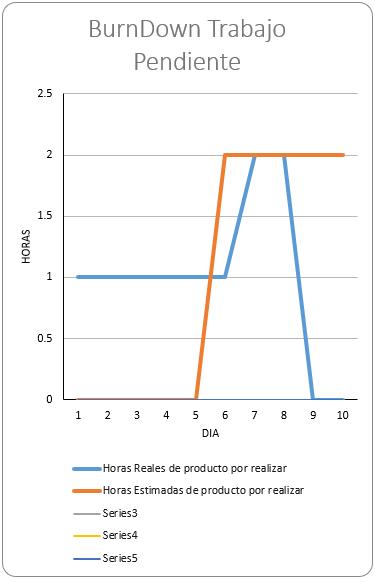 BurnDown Trabajo
Pendiente
2.5
2
1.5
1
0.5
0
HORAS
1 2 3 4 5 6 7 8 9 10
DIA
Horas Reales de producto por realizar
Horas Estimadas de producto por realizar
Series3
Series4
Series5